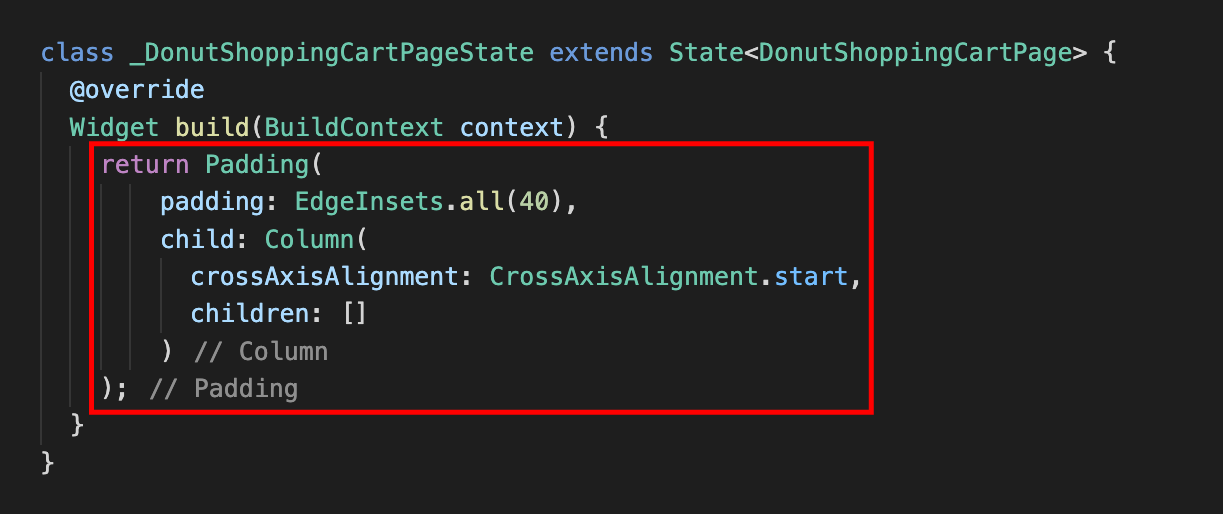 class _DonutShoppingCartPageState extends State<DonutShoppingCartPage> {
@override
Widget build(BuildContext context) {
return Padding(
padding: EdgeInsets.all(40),
child: Column(
crossAxisAlignment: CrossAxisAlignment.start,
children: []
) // Column
); // Padding
}
}